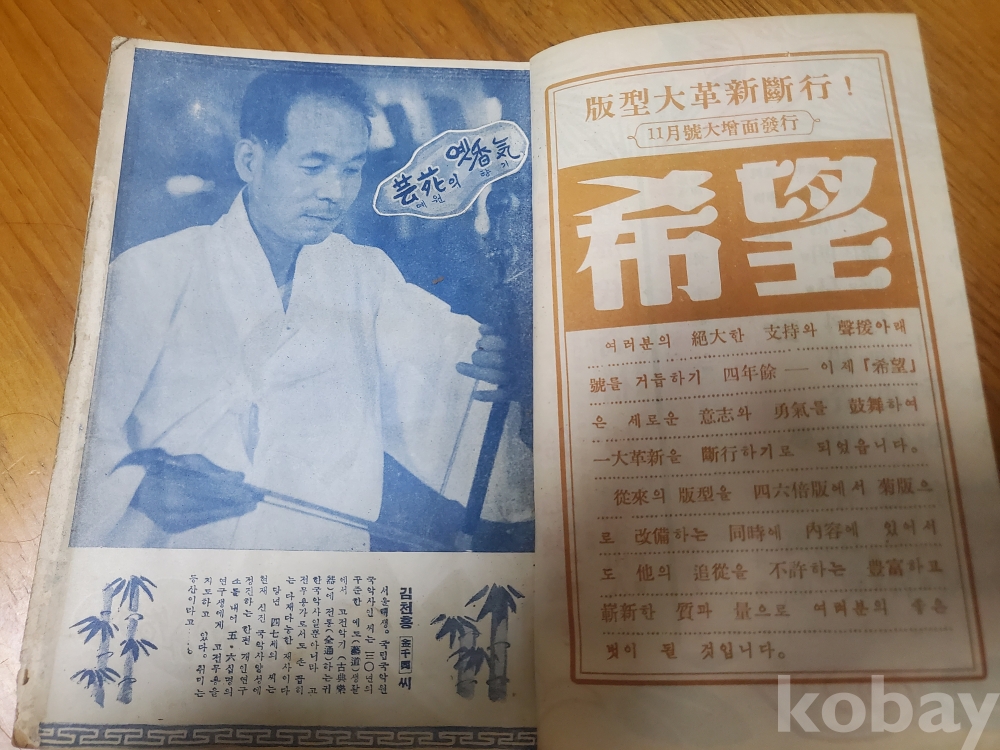 옛香気
향기
芸苑의
예원
김천흥 (金千興) 씨
서울태생。국민국악원
국악사인 씨는 三○년의
꾸준한 예도(藝道)생활
에서 고전악기(古典樂
器)에 전통(全通)하는귀
한국악사일뿐아니라 고
전무용가로서도 손 꼽히
는다재다능한 재사이다
당년 四七세의 씨는
현재 신진 국악사양성에
정진하는한편 개인연구
소를 내어 五·六십명의
연구생에게 고전무용을
지도하고 있다。취미는
등산이라고……。
版型大革新斷行!
11月號大增面發行
希望
여러분의 絕大한 支持와 聲援아래
號를 거듭하기 四年餘 — 이제「希望」
은 새로운 意志와 勇氣를 鼓舞하여
一大革新을 斷行하기로 되었읍니다。
從來의 版型을 四六倍版에서 菊版으
로 改備하는 同時에 內容에 있어서
도 他의 追從을 不許하는 豊富하고
嶄新한 質과 量으로 여러분의 좋은
벗이 될 것입니다。
kobay